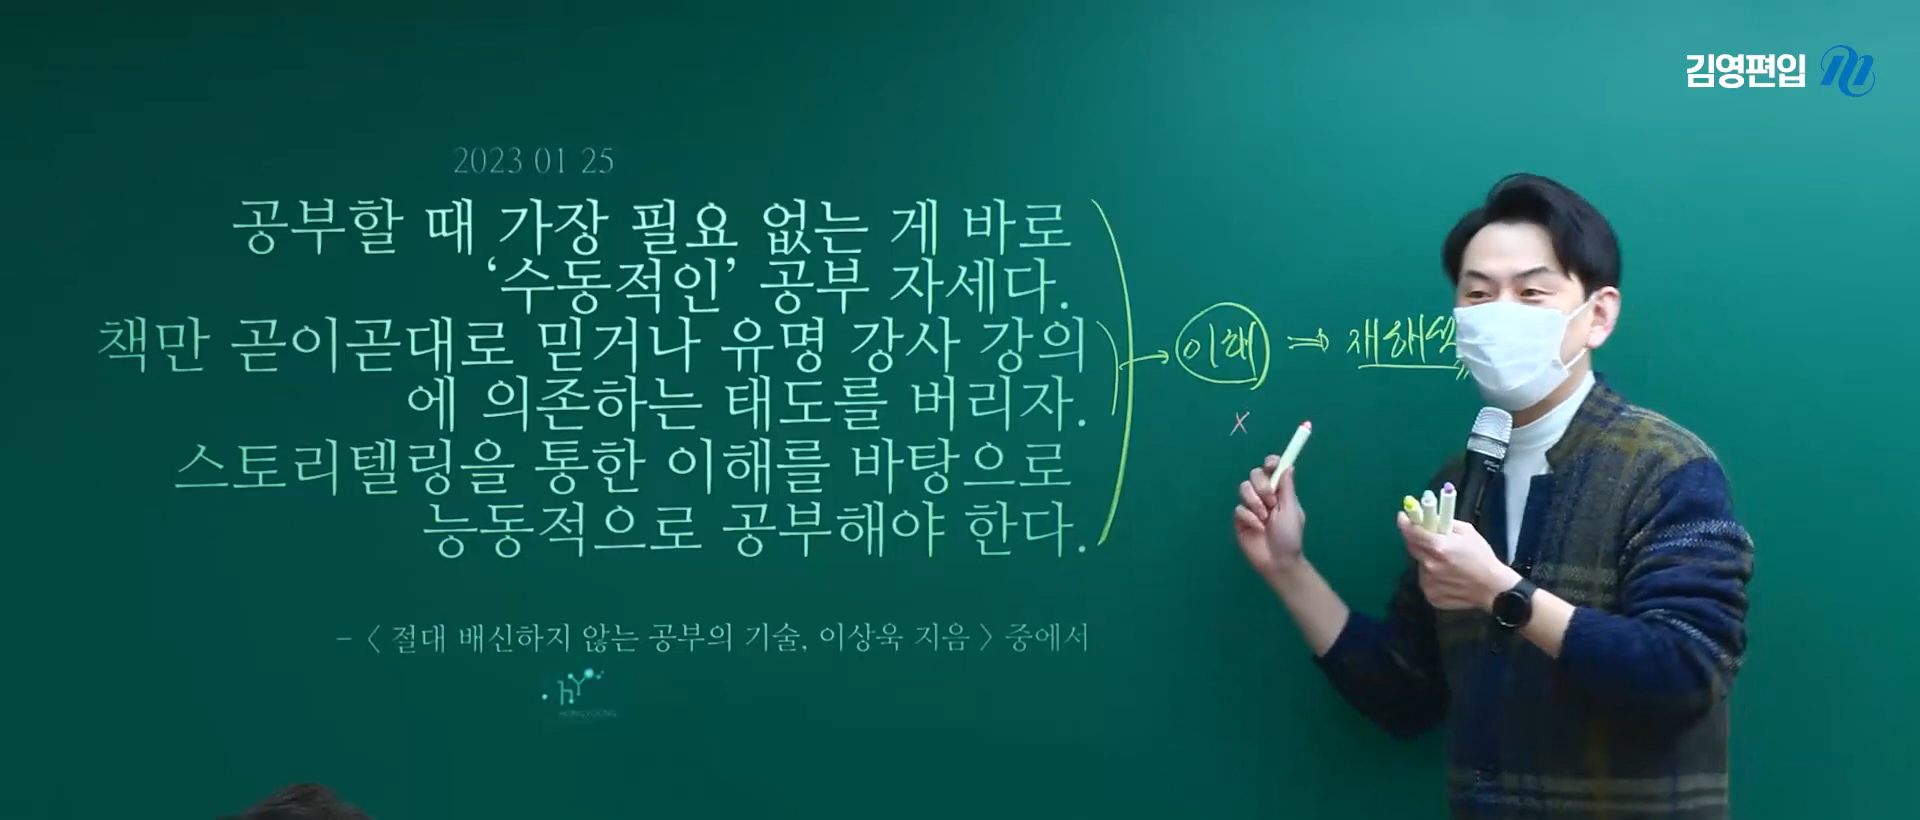 김영편입
2023 01 25
공부할 때 가장 필요 없는 게 바로
‘수동적인’ 공부 자세다.
책만 곧이곧대로 믿거나 유명 강사 강의
에 의존하는 태도를 버리자.
스토리텔링을 통한 이해를 바탕으로
능동적으로 공부해야 한다.
이해 ⇒ 재해석
x
- < 절대 배신하지 않는 공부의 기술, 이상욱 지음 > 중에서
hY